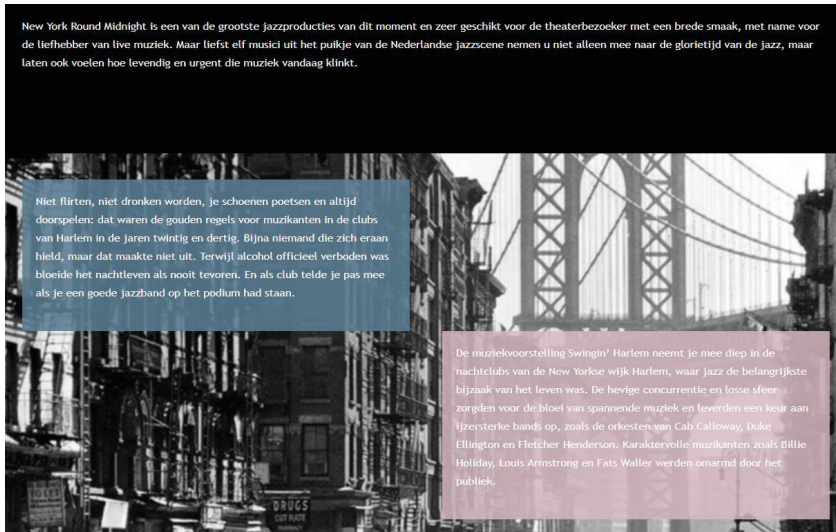 New York Round Midnight is een van de grootste jazzproducties van dit moment en zeer geschikt voor de theaterbezoeker met een brede smaak, met name voor
de liefhebber van live muziek. Maar liefst elf musici uit het puikje van de Nederlandse jazzscene nemen u niet alleen mee naar de glorietijd van de jazz, maar
laten ook voelen hoe levendig en urgent die muziek vandaag klinkt.
Niet flirten, niet dronken worden, je schoenen poetsen en altijd
doorspelen: dat waren de gouden regels voor muzikanten in de clubs
van Harlem in de jaren twintig en dertig. Bijna niemand die zich eraan
hield, maar dat maakte niet uit. Terwijl alcohol officieel verboden was
bloeide het nachtleven als nooit tevoren. En als club telde je pas mee
als je een goede jazzband op het podium had staan.
De muziekvoorstelling Swingin' Harlem neemt je mee diep in de
nachtclubs van de New Yorkse wijk Harlem, waar jazz de belangrijkste
bijzaak van het leven was. De hevige concurrentie en losse sfeer
zorgden voor de bloei van spannende muziek en leverden een keur aan
ijzersterke bands op, zoals de orkesten van Cab Calloway, Duke
Ellington en Fletcher Henderson. Karaktervolle muzikanten zoals Billie
Holiday, Louis Armstrong en Fats Waller werden omarmd door het
publiek.
DRUGS
CUT RATE